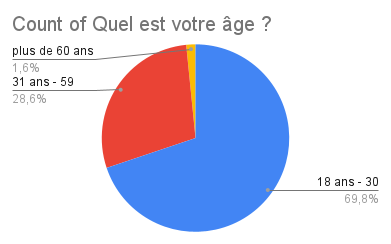 Count of Quel est votre âge ?
plus de 60 ans
1,6%
31 ans - 59
28,6%
18 ans - 30
69,8%